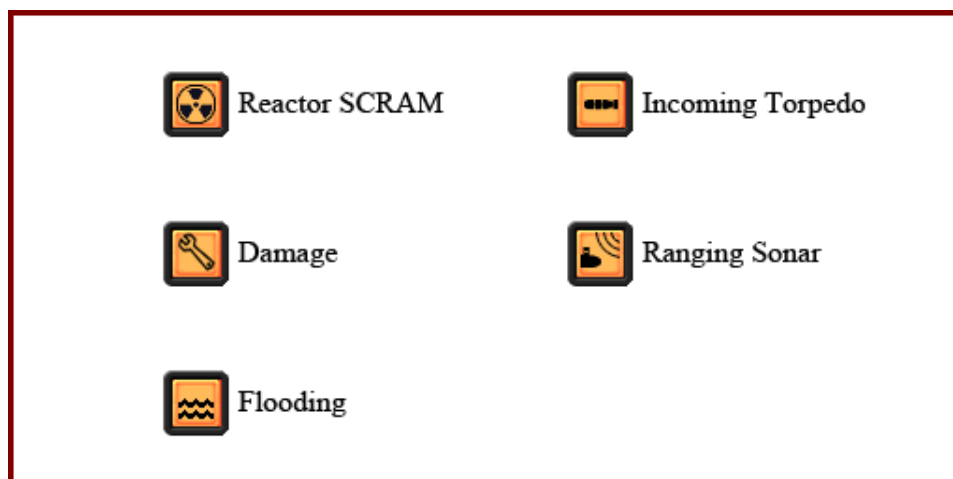 Reactor SCRAM
Incoming Torpedo
Damage
Ranging Sonar
Flooding